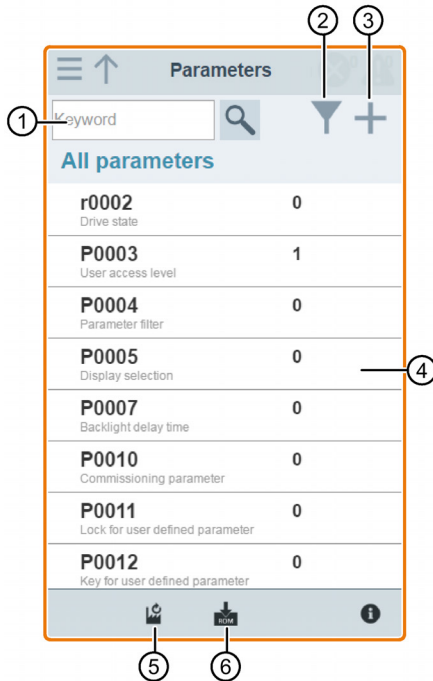 ② ③
Parameters
① Keyword
All parameters
r0002 0
Drive state
P0003 1
User access level
P0004 0
Parameter filter
P0005 0
Display selection
④
P0007 0
Backlight delay time
P0010 0
Commissioning parameter
P0011 0
Lock for user defined parameter
P0012 0
Key for user defined parameter
ROM
⑤ ⑥